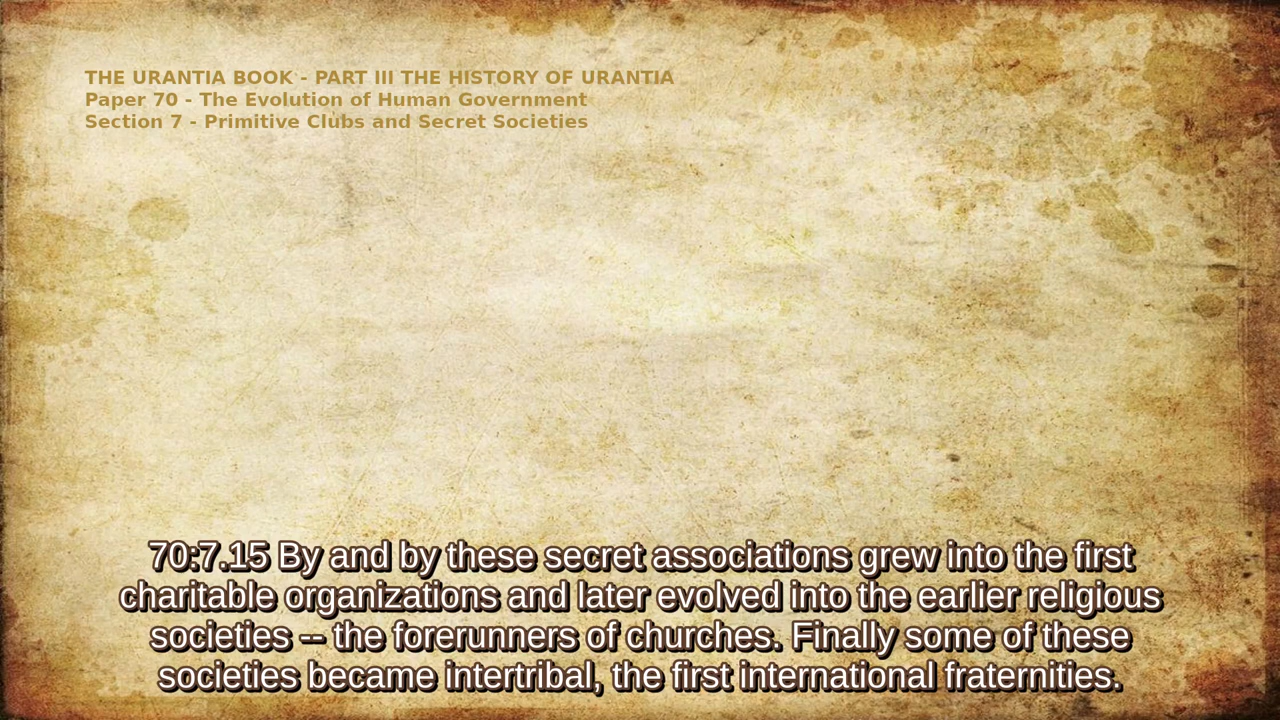 THE URANTIA BOOK - PART III THE HISTORY OF URANTIA
Paper 70 - The Evolution of Human Government
Section 7 - Primitive Clubs and Secret Societies
70:7.15 By and by these secret associations grew into the first
charitable organizations and later evolved into the earlier religious
societies -- the forerunners of churches. Finally some of these
societies became intertribal, the first international fraternities.